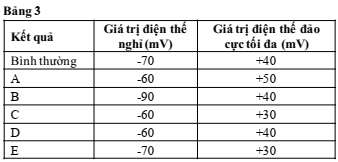 Bảng 3
Kết quả Giá trị điện thế nghỉ (mV) Giá trị điện thế đảo cực tối đa (mV)
Bình thường -70 +40
A -60 +50
B -90 +40
C -60 +30
D -60 +40
E -70 +30